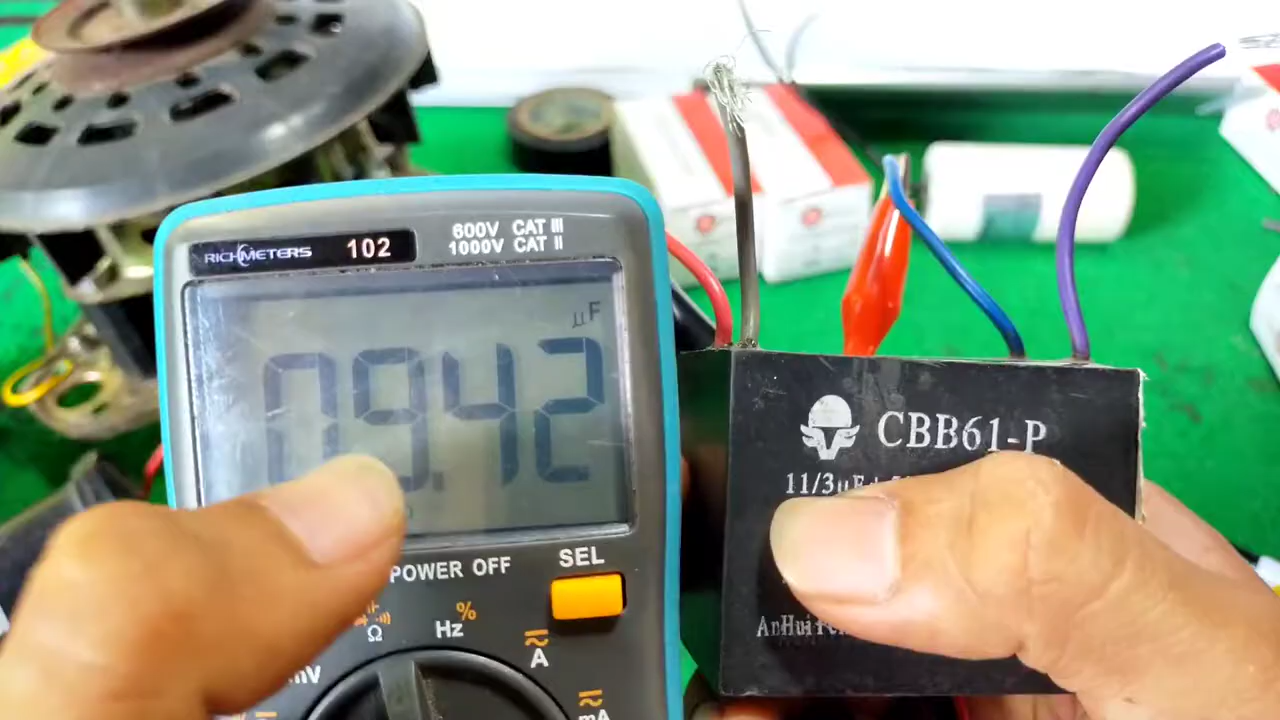 RICHMETERS 102
600V CAT III
1000V CAT II
µF
09.42
POWER OFF
SEL
Ω
Hz
%
A
mV
mA
CBB61-P
11/3µF+